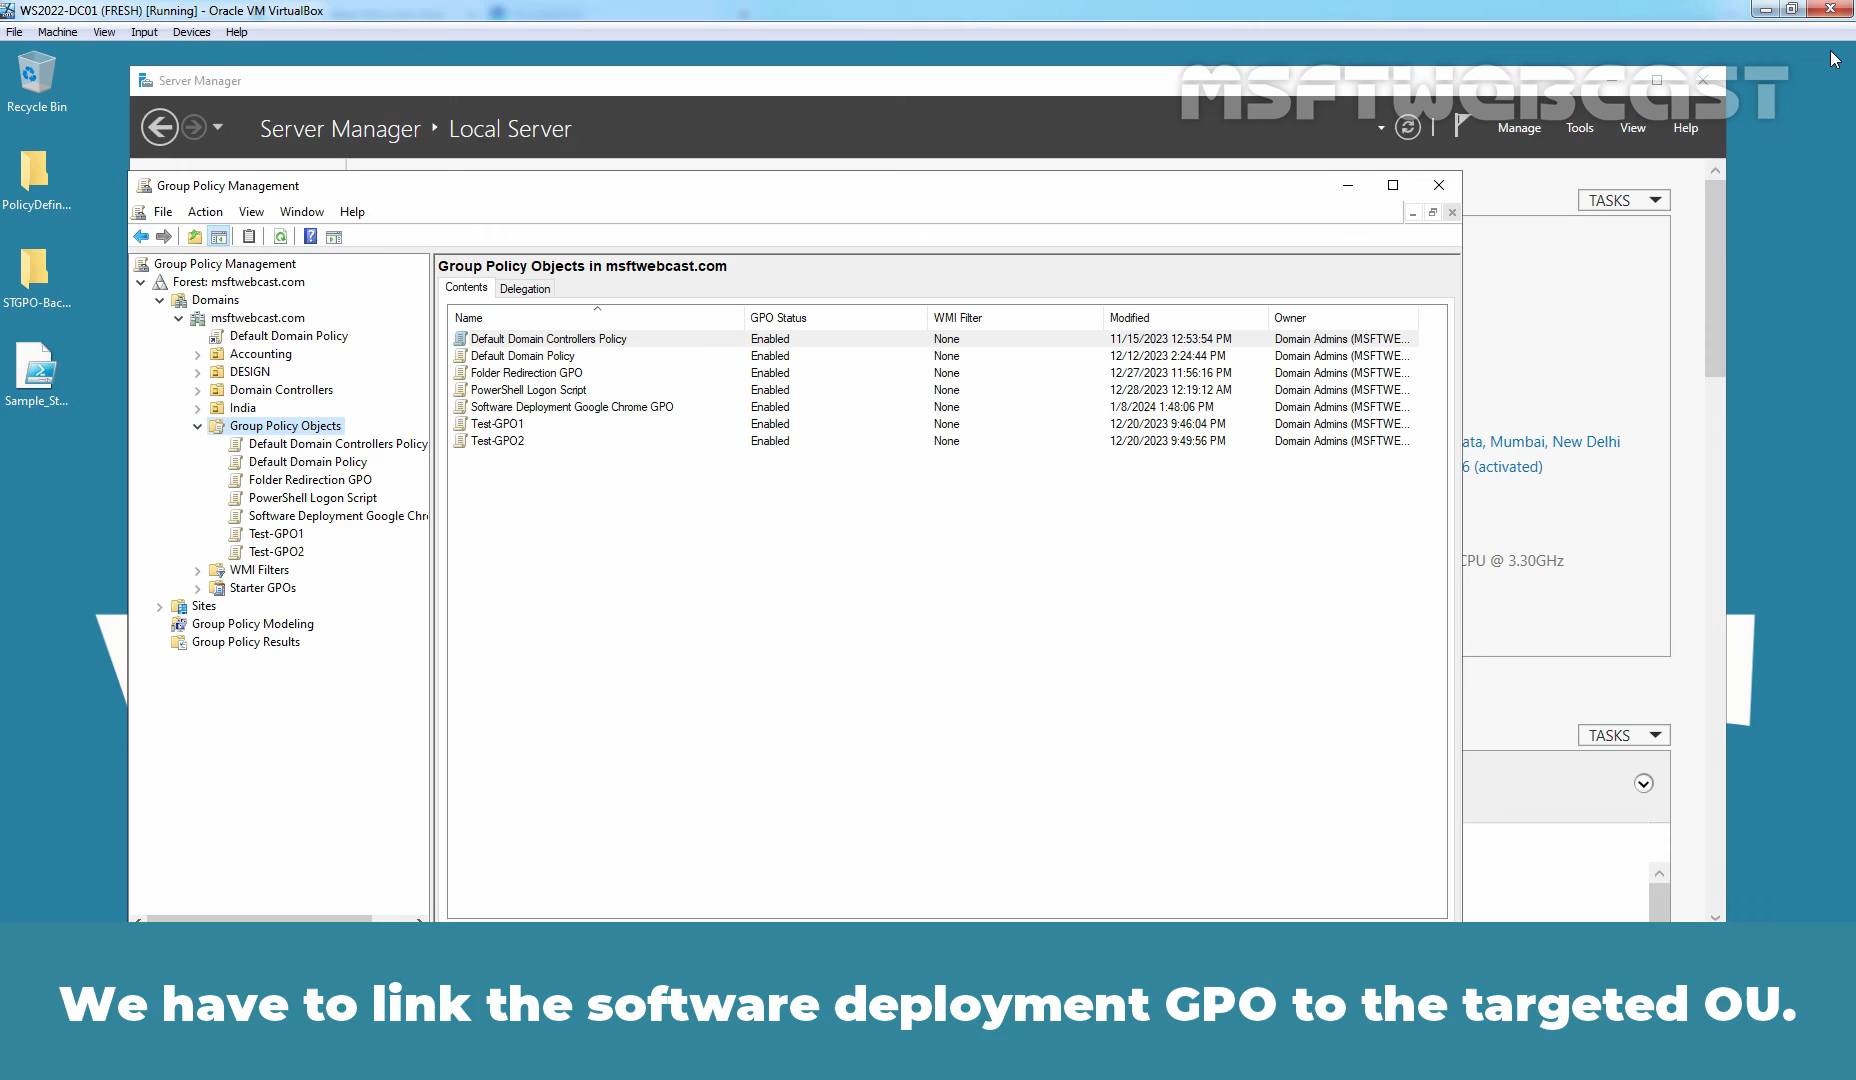 WS2022-DC01 (FRESH) [Running] - Oracle VM VirtualBox
File Machine View Input Devices Help
MSFTWEBCAST
Recycle Bin
PolicyDefin...
STGPO-Bac...
Sample_St...
Server Manager
Server Manager ‣ Local Server
Manage Tools View Help
TASKS
Group Policy Management
File Action View Window Help
Group Policy Management
Forest: msftwebcast.com
Domains
msftwebcast.com
Default Domain Policy
Accounting
DESIGN
Domain Controllers
India
Group Policy Objects
Default Domain Controllers Policy
Default Domain Policy
Folder Redirection GPO
PowerShell Logon Script
Software Deployment Google Chr
Test-GPO1
Test-GPO2
WMI Filters
Starter GPOs
Sites
Group Policy Modeling
Group Policy Results
Group Policy Objects in msftwebcast.com
Contents Delegation
Name GPO Status WMI Filter Modified Owner
Default Domain Controllers Policy Enabled None 11/15/2023 12:53:54 PM Domain Admins (MSFTWE...
Default Domain Policy Enabled None 12/12/2023 2:24:44 PM Domain Admins (MSFTWE...
Folder Redirection GPO Enabled None 12/27/2023 11:56:16 PM Domain Admins (MSFTWE...
PowerShell Logon Script Enabled None 12/28/2023 12:19:12 AM Domain Admins (MSFTWE...
Software Deployment Google Chrome GPO Enabled None 1/8/2024 1:48:06 PM Domain Admins (MSFTWE...
Test-GPO1 Enabled None 12/20/2023 9:46:04 PM Domain Admins (MSFTWE...
Test-GPO2 Enabled None 12/20/2023 9:49:56 PM Domain Admins (MSFTWE...
ata, Mumbai, New Delhi
6 (activated)
CPU @ 3.30GHz
TASKS
We have to link the software deployment GPO to the targeted OU.